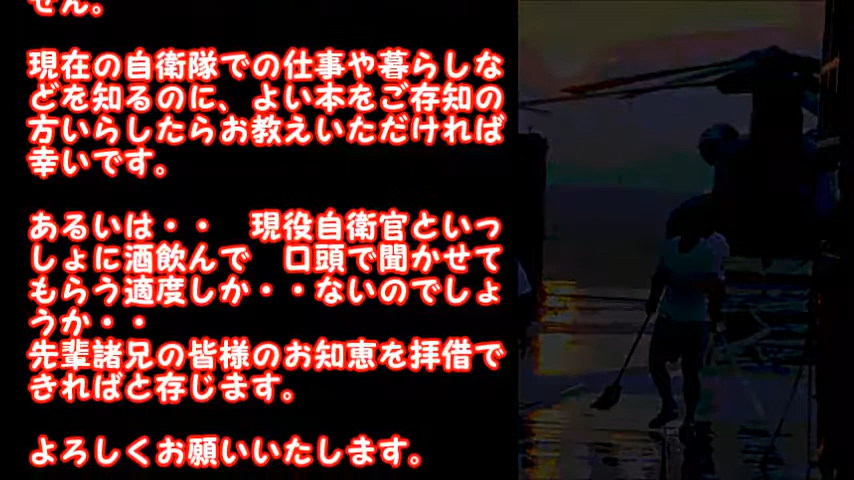 せん。
現在の自衛隊での仕事や暮らしな
どを知るのに、よい本をご存知の
方いらしたらお教えいただければ
幸いです。
あるいは・・　現役自衛官といっ
しょに酒飲んで　口頭で聞かせて
もらう適度しか・・ないのでしょ
うか・・
先輩諸兄の皆様のお知恵を拝借で
きればと存じます。
よろしくお願いいたします。